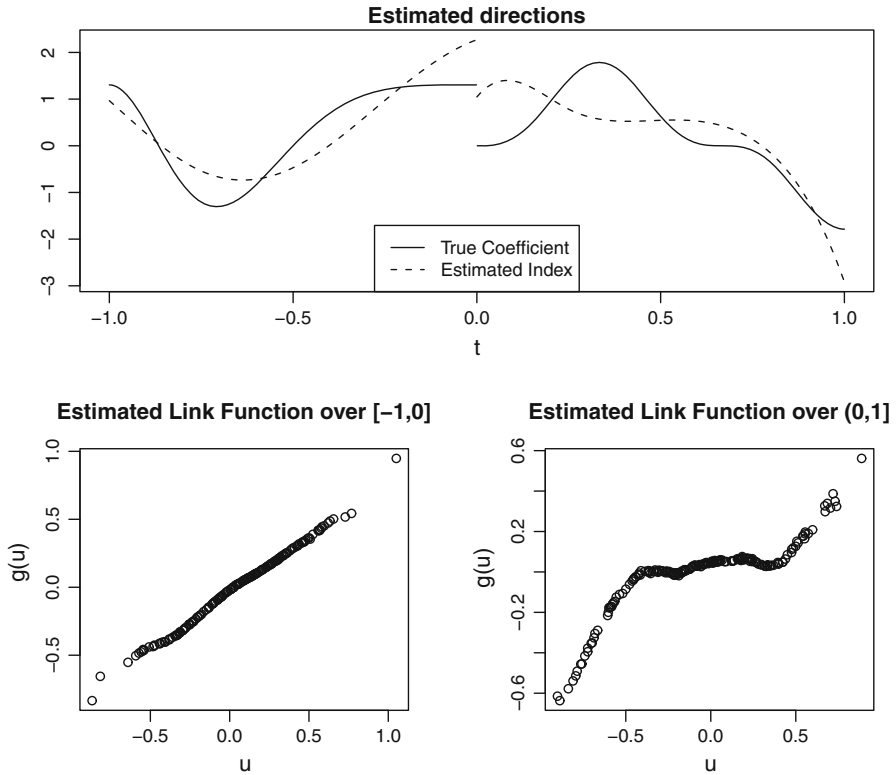 Estimated directions
2
1
0
−1
−2
−3
True Coefficient
Estimated Index
−1.0
−0.5
0.0
0.5
1.0
t
Estimated Link Function over [−1,0]
1.0
0.5
0.0
−0.5
g(u)
−0.5
0.0
0.5
1.0
u
Estimated Link Function over (0,1]
0.6
0.2
−0.2
−0.6
g(u)
−0.5
0.0
0.5
u